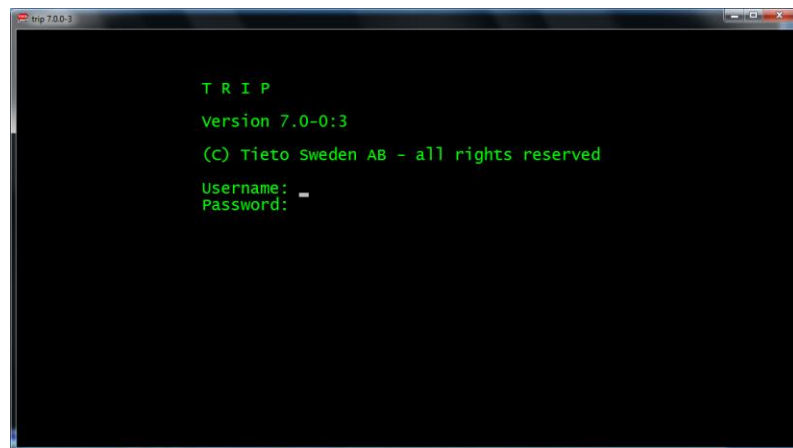 trip 7.0.0-3
T R I P
Version 7.0-0:3
(C) Tieto Sweden AB - all rights reserved
Username:
Password: